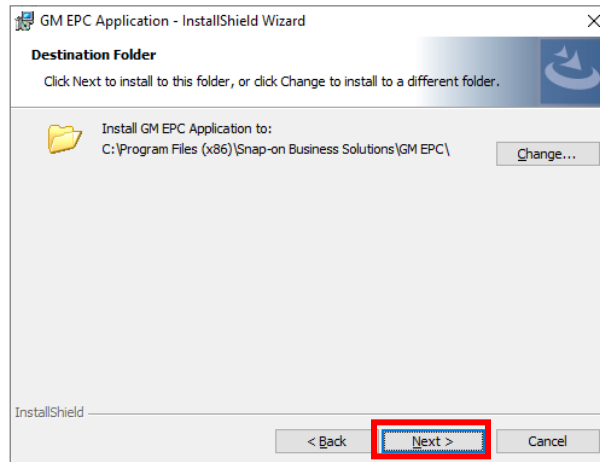 GM EPC Application - InstallShield Wizard
Destination Folder
Click Next to install to this folder, or click Change to install to a different folder.
Install GM EPC Application to:
C:\Program Files (x86)\Snap-on Business Solutions\GM EPC\
Change...
InstallShield
< Back
Next >
Cancel